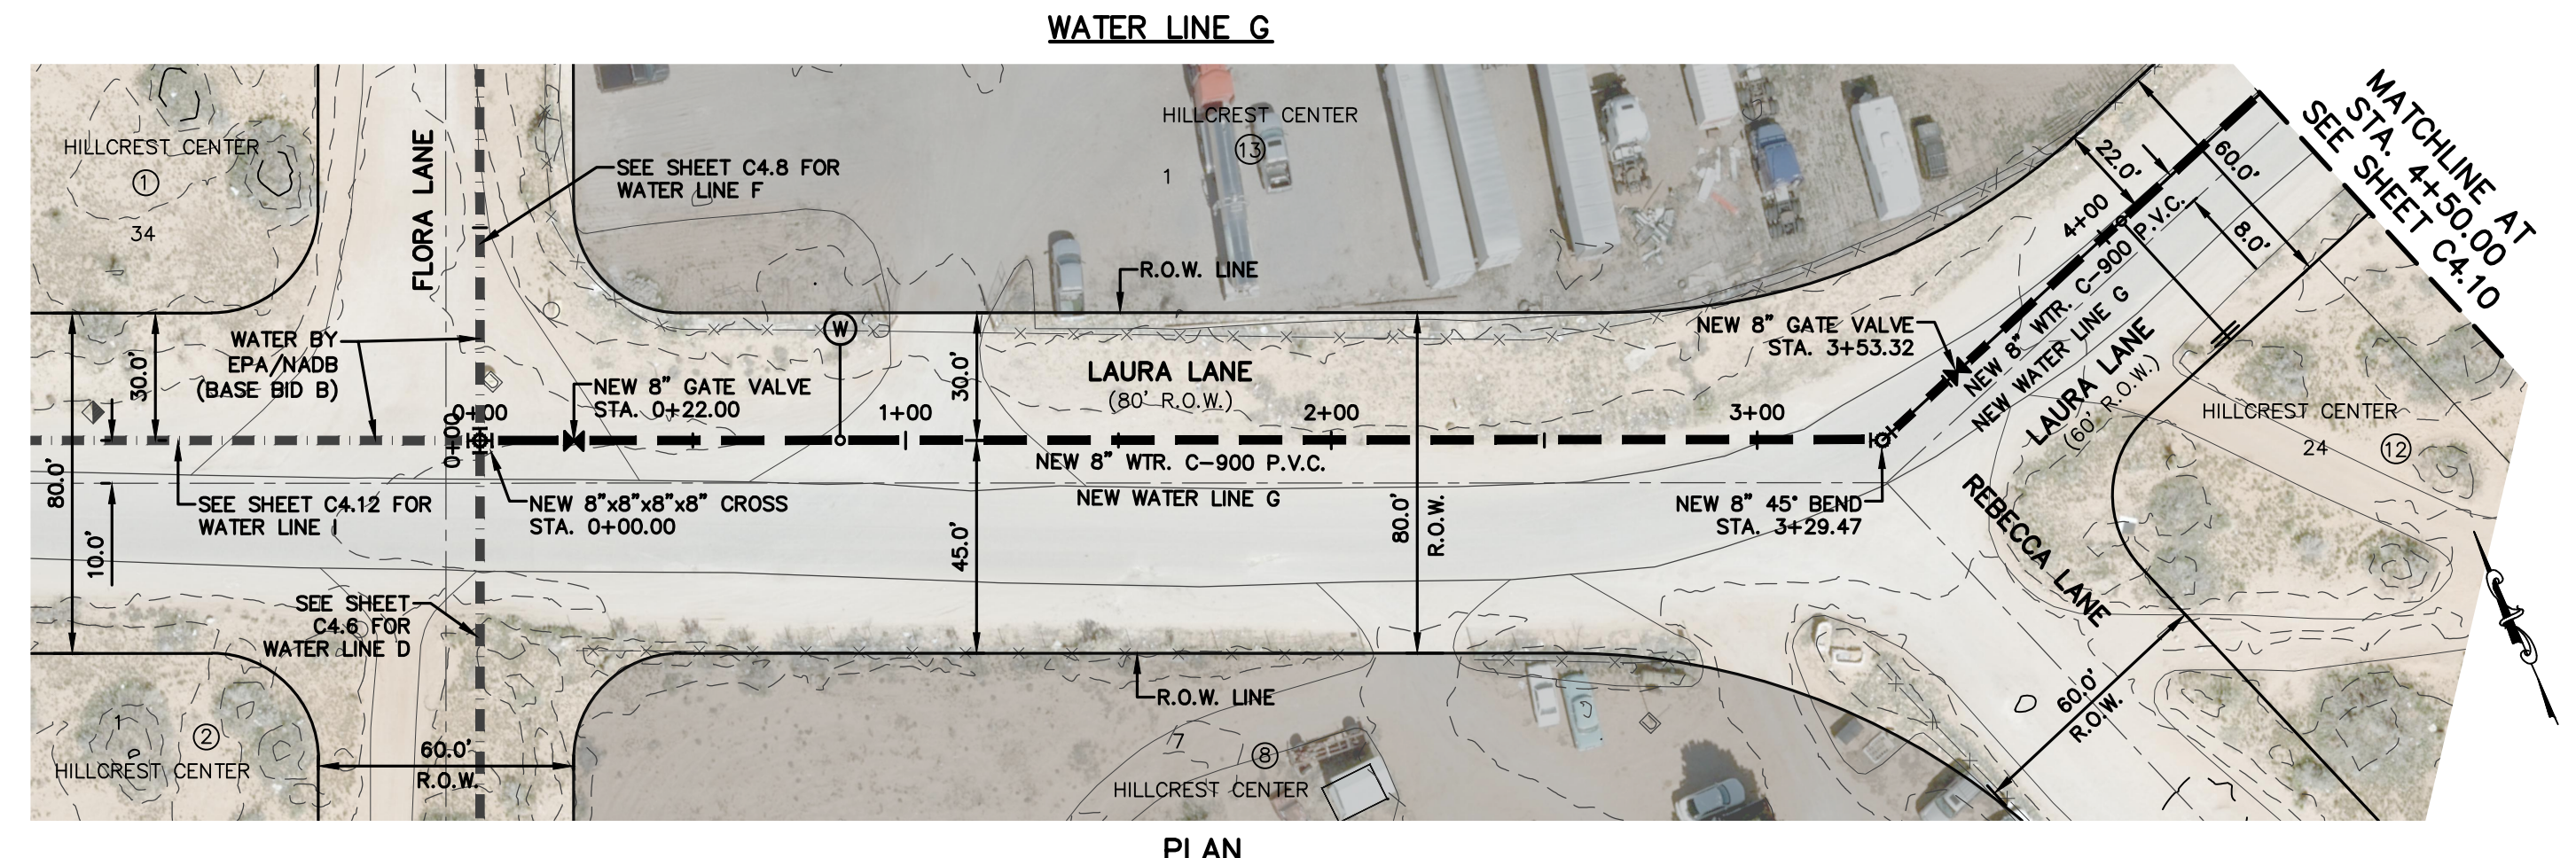 WATER LINE G
HILLCREST CENTER
1
34
FLORA LANE
SEE SHEET C4.8 FOR
WATER LINE F
HILLCREST CENTER
13
1
R.O.W. LINE
22.0'
60.0'
8.0'
MATCHLINE AT
STA. 4+50.00
SEE SHEET C4.10
WATER BY
EPA/NADB
(BASE BID B)
30.0'
80.0'
10.0'
0+00
0+00
NEW 8" GATE VALVE
STA. 0+22.00
W
1+00
30.0'
LAURA LANE
(80' R.O.W.)
2+00
3+00
NEW 8" GATE VALVE
STA. 3+53.32
4+00
NEW 8" WTR. C-900 P.V.C.
NEW WATER LINE G
LAURA LANE
(60' R.O.W.)
HILLCREST CENTER
24
12
NEW 8" WTR. C-900 P.V.C.
NEW WATER LINE G
SEE SHEET C4.12 FOR
WATER LINE I
NEW 8"x8"x8"x8" CROSS
STA. 0+00.00
45.0'
80.0'
R.O.W.
NEW 8" 45° BEND
STA. 3+29.47
REBECCA LANE
SEE SHEET
C4.6 FOR
WATER LINE D
R.O.W. LINE
60.0'
R.O.W.
1
2
HILLCREST CENTER
60.0'
R.O.W.
7
8
HILLCREST CENTER
PLAN